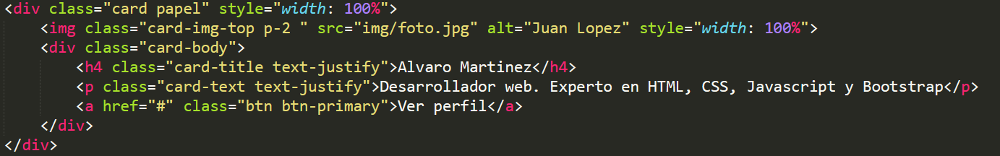 <div class="card papel" style="width: 100%">
    <img class="card-img-top p-2 " src="img/foto.jpg" alt="Juan Lopez" style="width: 100%">
    <div class="card-body">
        <h4 class="card-title text-justify">Alvaro Martinez</h4>
        <p class="card-text text-justify">Desarrollador web. Experto en HTML, CSS, Javascript y Bootstrap</p>
        <a href="#" class="btn btn-primary">Ver perfil</a>
    </div>
</div>